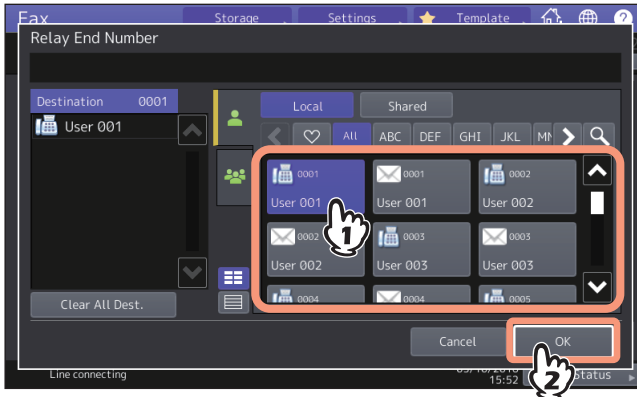 Fax Storage Settings Template ?
Relay End Number
Destination 0001
User 001
Local Shared
All ABC DEF GHI JKL
0001 0001 0002
User 001 User 001 User 002
1
0002 0003 0003
User 002 User 003 User 003
0004 0004 0005
Clear All Dest.
Cancel OK
2
Line connecting
15:52 Status